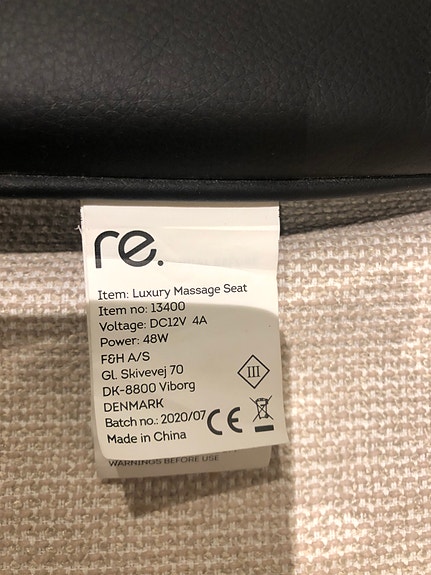 re.
Item: Luxury Massage Seat
Item no: 13400
Voltage: DC12V 4A
Power: 48W
F&H A/S
Gl. Skivevej 70
DK-8800 Viborg
DENMARK
III
Batch no.: 2020/07 CE
Made in China
WARNINGS BEFORE USE